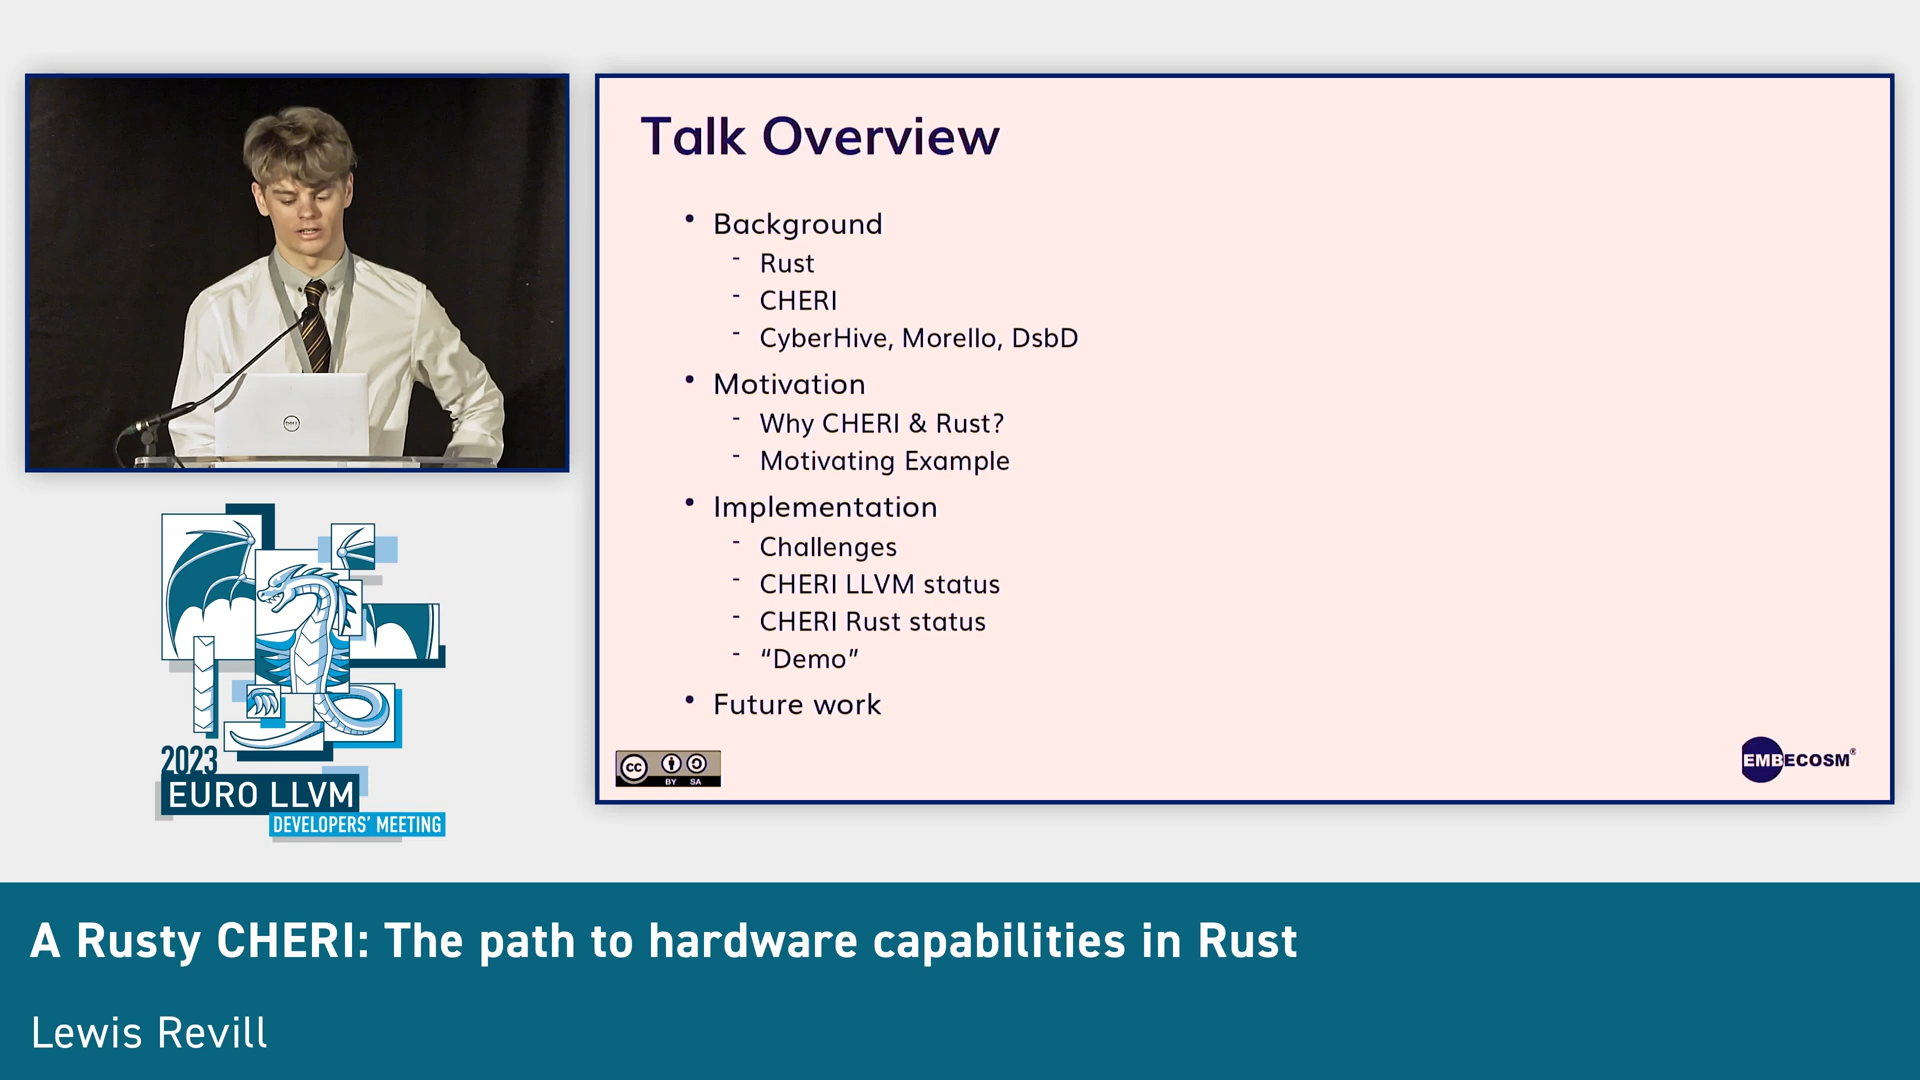 Talk Overview
• Background
- Rust
- CHERI
- CyberHive, Morello, DsbD
• Motivation
- Why CHERI & Rust?
- Motivating Example
• Implementation
- Challenges
- CHERI LLVM status
- CHERI Rust status
- “Demo”
• Future work
cc BY SA
EMBECOSM®
DELL
2023
EURO LLVM
DEVELOPERS’ MEETING
A Rusty CHERI: The path to hardware capabilities in Rust
Lewis Revill